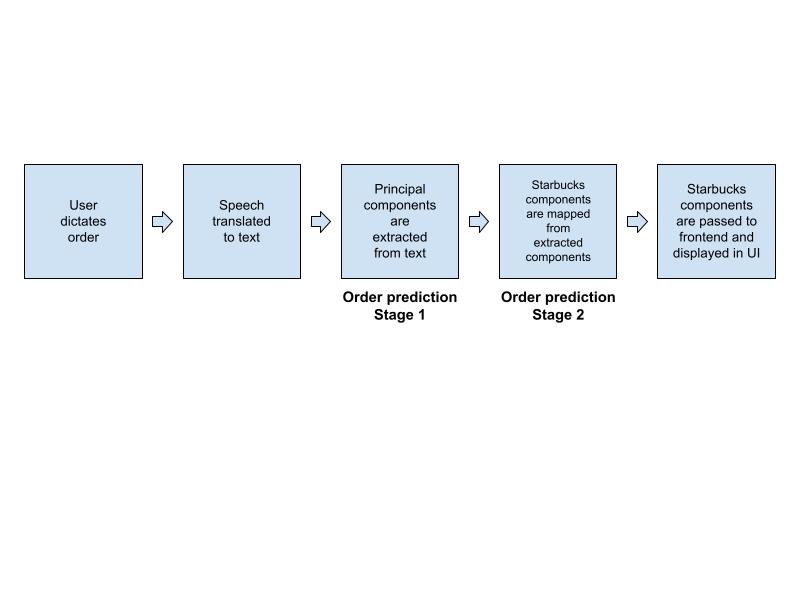 User
dictates
order
Speech
translated
to text
Principal
components
are
extracted
from text
Starbucks
components
are mapped
from
extracted
components
Starbucks
components
are passed to
frontend and
displayed in UI
Order prediction
Stage 1
Order prediction
Stage 2